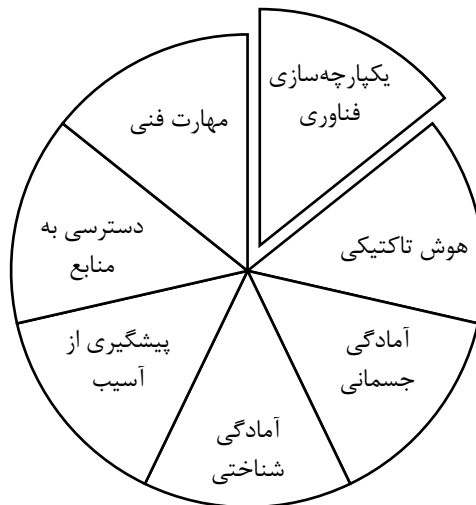 یکپارچه‌سازی
فناوری
هوش تاکتیکی
آمادگی
جسمانی
آمادگی
شناختی
پیشگیری از
آسیب
دسترسی به
منابع
مهارت فنی